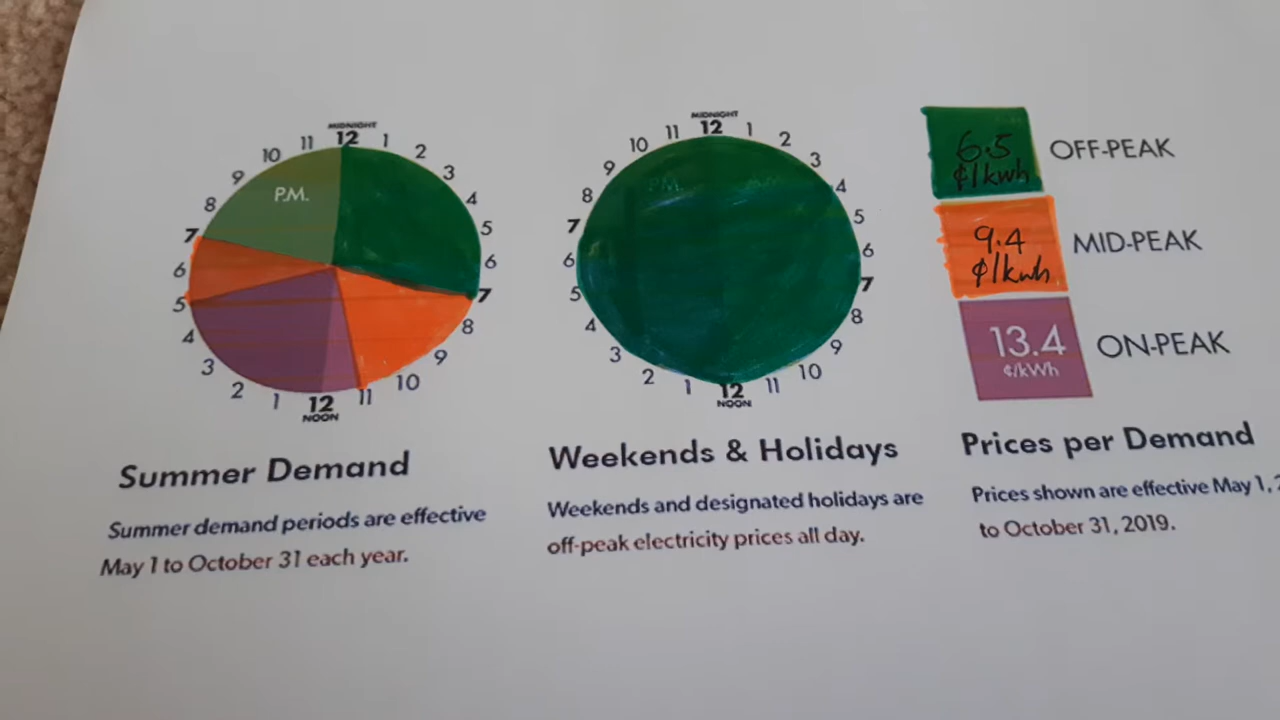 MIDNIGHT
12
1
2
3
4
5
6
7
8
9
10
11
12
NOON
1
2
3
4
5
6
7
8
9
10
11
P.M.
Summer Demand
Summer demand periods are effective
May 1 to October 31 each year.
MIDNIGHT
12
1
2
3
4
5
6
7
8
9
10
11
12
NOON
1
2
3
4
5
6
7
8
9
10
11
P.M.
Weekends & Holidays
Weekends and designated holidays are
off-peak electricity prices all day.
6.5
¢/kwh
OFF-PEAK
9.4
¢/kwh
MID-PEAK
13.4
¢/kWh
ON-PEAK
Prices per Demand
Prices shown are effective May 1,
to October 31, 2019.